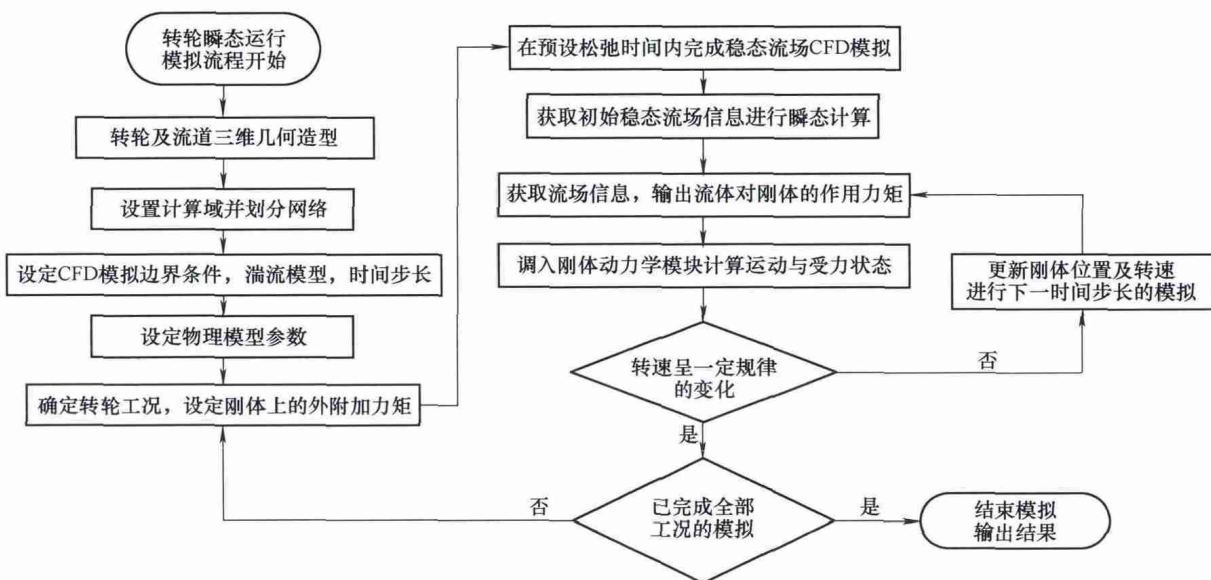 转轮瞬态运行
模拟流程开始
转轮及流道三维几何造型
设置计算域并划分网络
设定CFD模拟边界条件，湍流模型，时间步长
设定物理模型参数
确定转轮工况，设定刚体上的外附加力矩
在预设松弛时间内完成稳态流场CFD模拟
获取初始稳态流场信息进行瞬态计算
获取流场信息，输出流体对刚体的作用力矩
调入刚体动力学模块计算运动与受力状态
转速呈一定规律
的变化
否
更新刚体位置及转速
进行下一时间步长的模拟
是
已完成全部
工况的模拟
否
是
结束模拟
输出结果